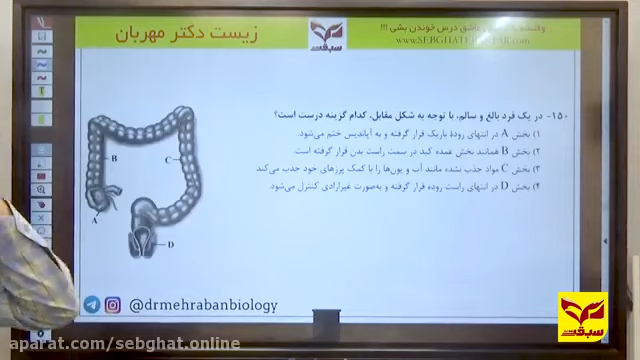 زیست دکتر مهربان
سبقت
عاشق درس خوندن بشی !!!
۱۵۰- در یک فرد بالغ و سالم، با توجه به شکل مقابل، کدام گزینه درست است؟
۱) بخش A در انتهای رودهٔ باریک قرار گرفته و به آپاندیس ختم می‌شود.
۲) بخش B همانند بخش عمده کبد در سمت راست بدن قرار گرفته است.
۳) بخش C مواد جذب نشده مانند آب و یون‌ها را با کمک پرزهای خود جذب می‌کند
۴) بخش D در انتهای راست روده قرار گرفته و به‌صورت غیرارادی کنترل می‌شود.
B
C
A
D
@drmehrabanbiology
سبقت
aparat.com/sebghat.online